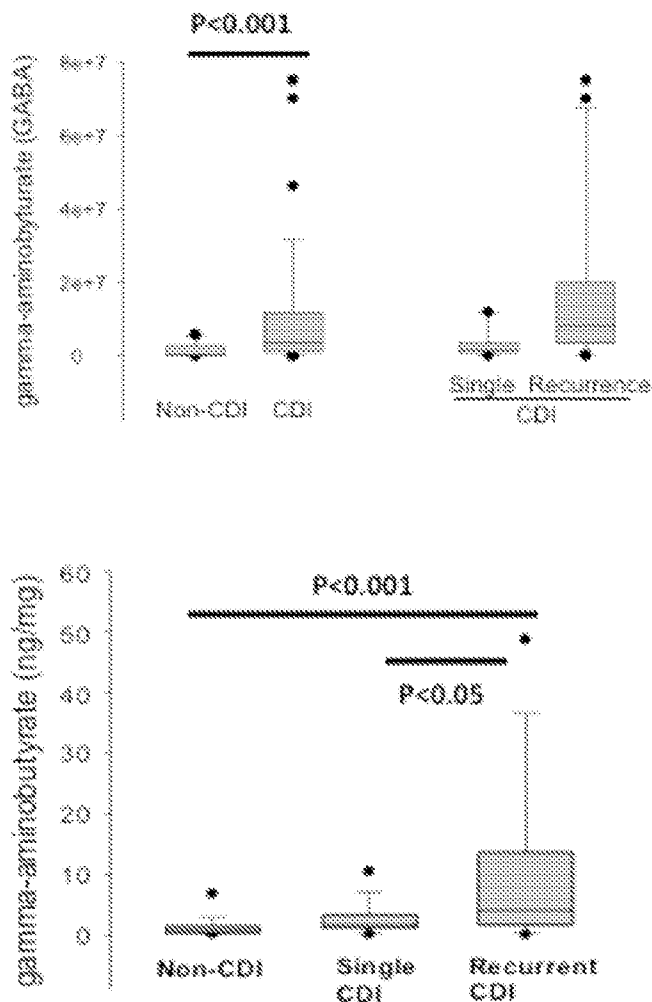 P<0.001
gamma-aminobyturate (GABA)
8e+7
6e+7
4e+7
2e+7
0
Non-CDI CDI
Single Recurrence
CDI
gamma-aminobutyrate (ng/mg)
60
50
40
30
20
10
0
P<0.001
P<0.05
Non-CDI
Single CDI
Recurrent CDI